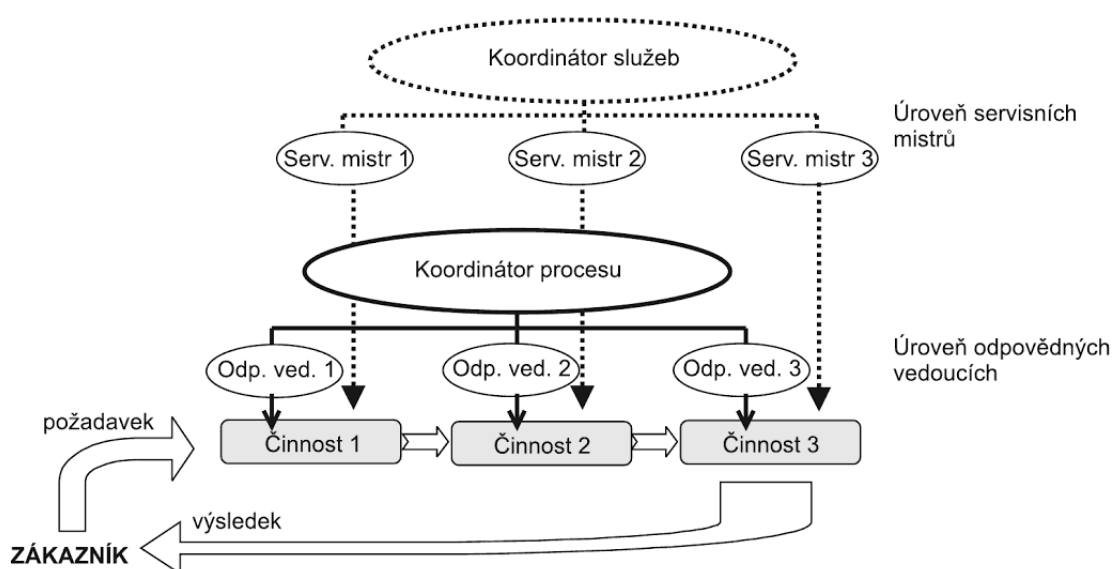 Koordinátor služeb
Úroveň servisních
mistrů
Serv. mistr 1
Serv. mistr 2
Serv. mistr 3
Koordinátor procesu
Úroveň odpovědných
vedoucích
Odp. ved. 1
Odp. ved. 2
Odp. ved. 3
požadavek
Činnost 1
Činnost 2
Činnost 3
výsledek
ZÁKAZNÍK